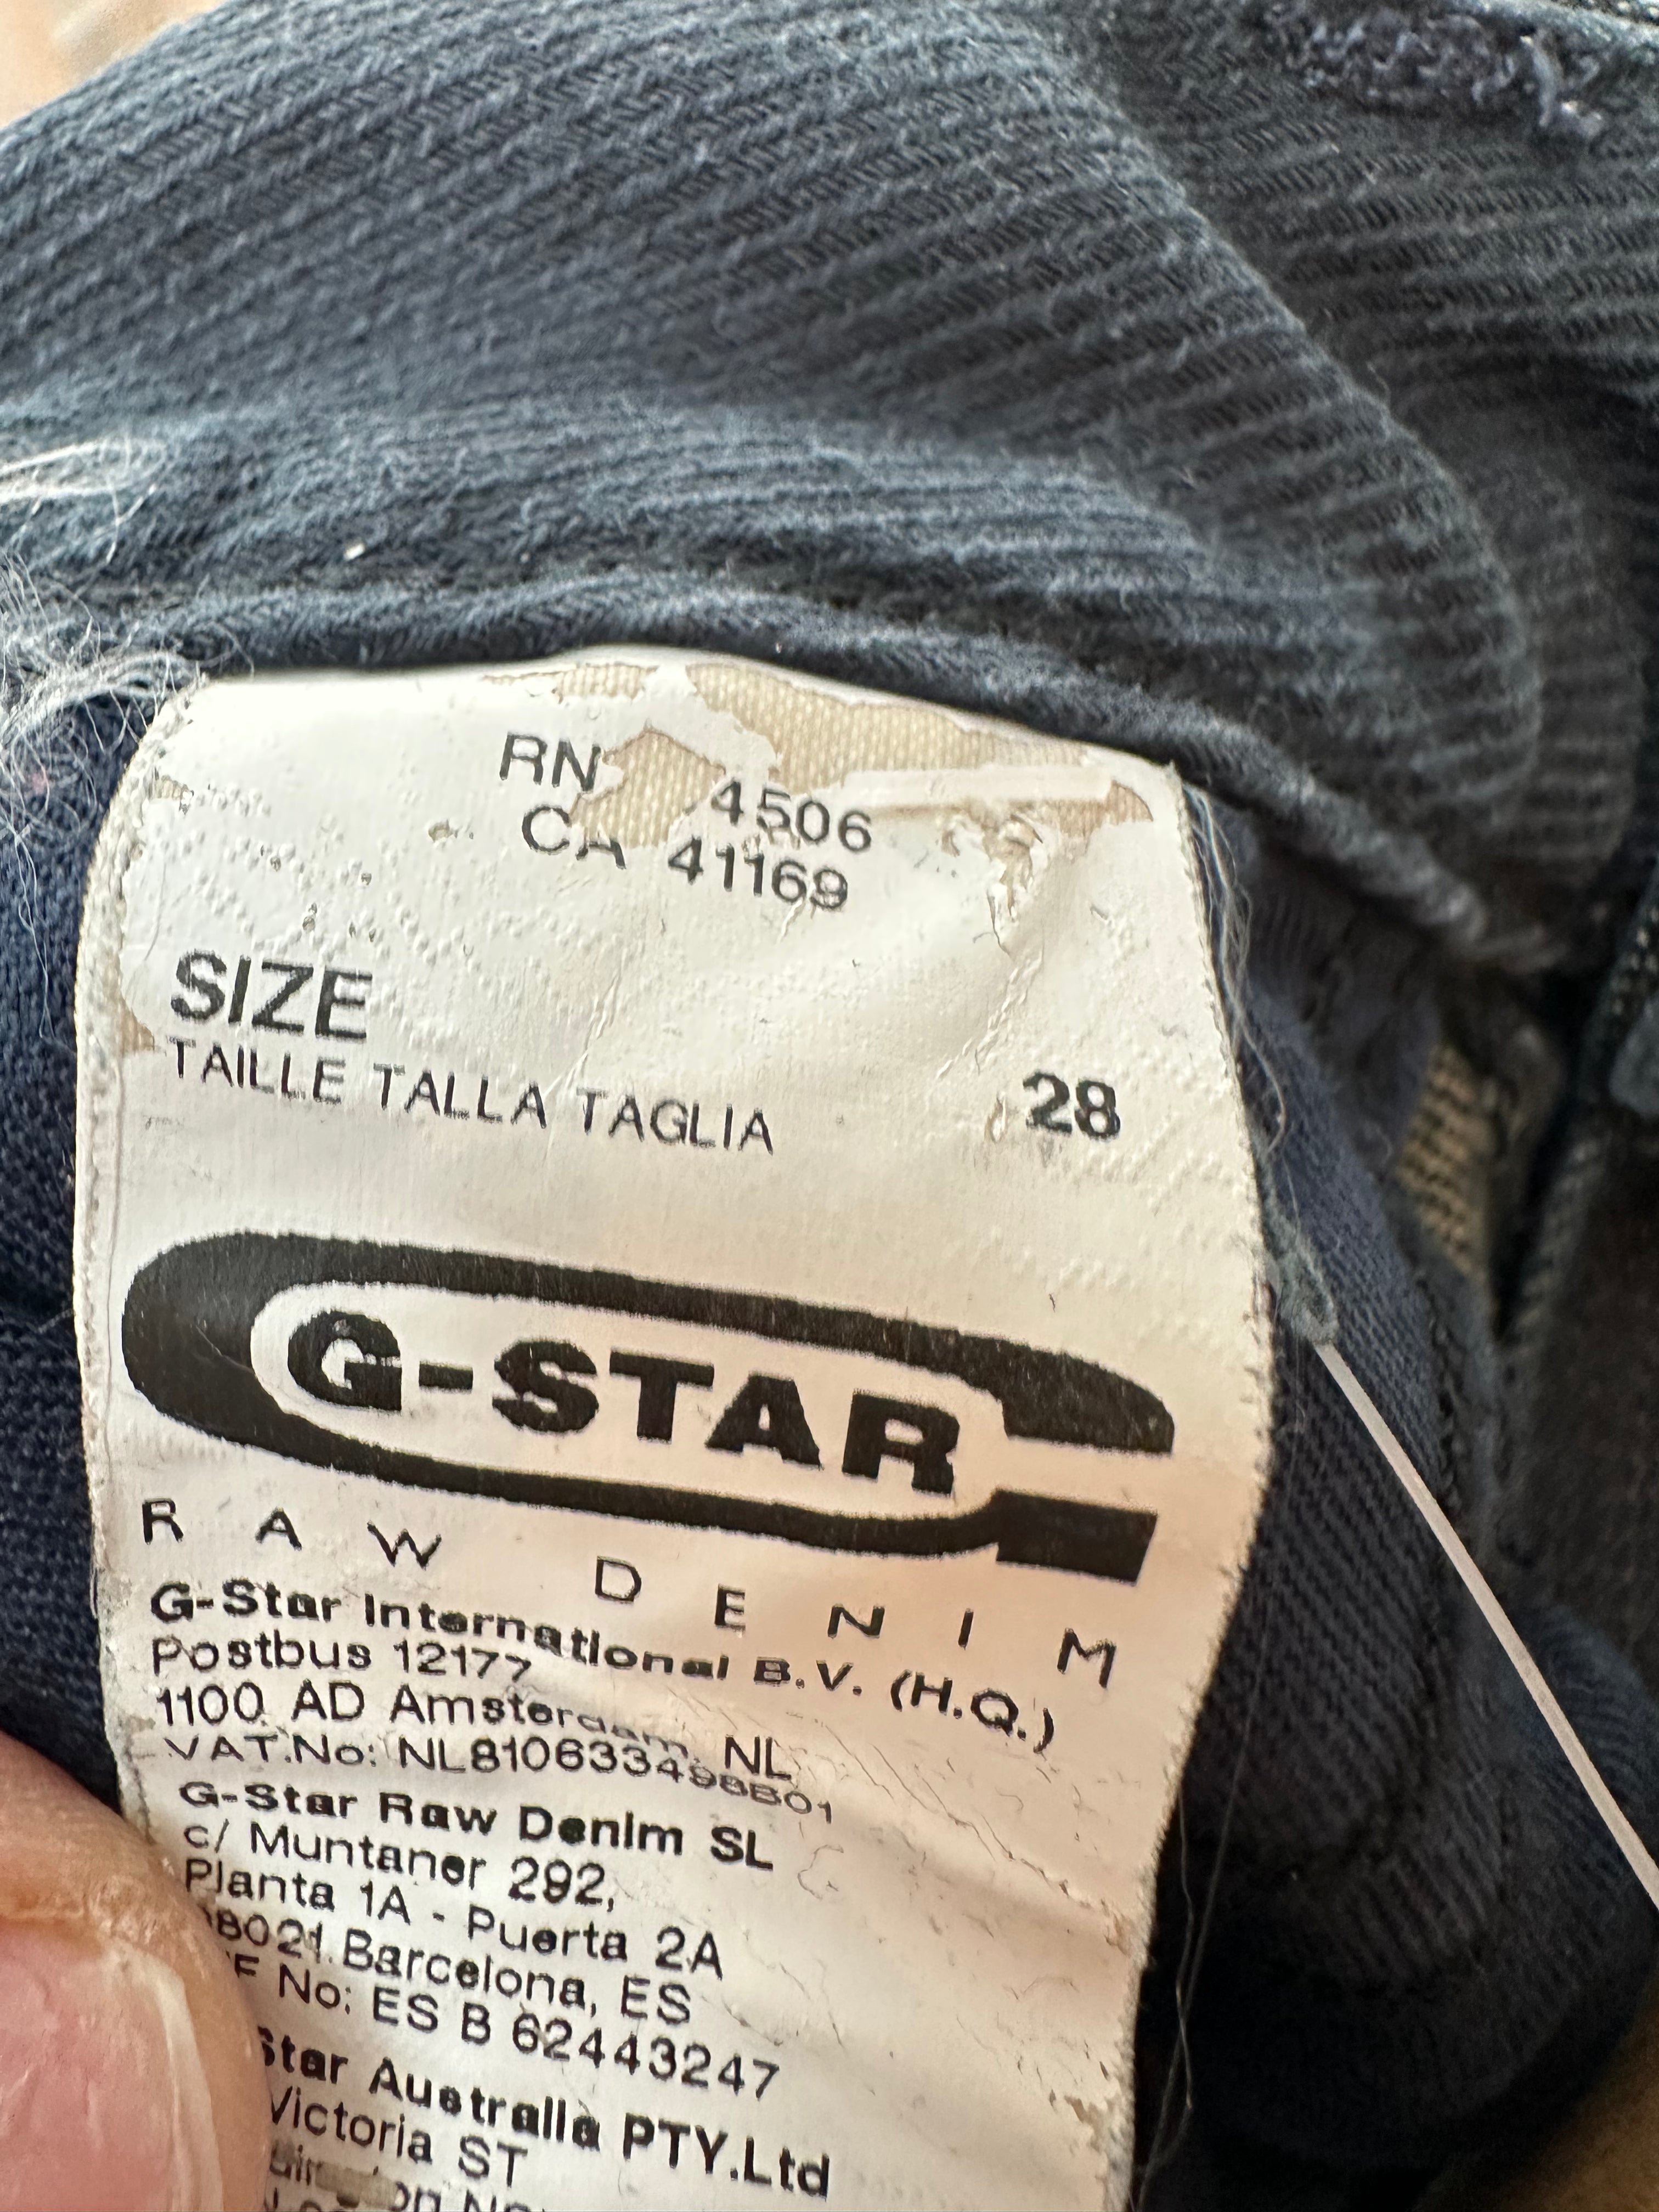 RN 4506
CA 41169
SIZE
TAILLE TALLA TAGLIA 28
G-STAR
RAW DENIM
G-Star International B.V. (H.Q.)
Postbus 12177
1100 AD Amsterdam, NL
VAT.No: NL810633498B01
G-Star Raw Denim SL
c/ Muntaner 292,
Planta 1A - Puerta 2A
08021 Barcelona, ES
No: ES B 62443247
Star Australia PTY.Ltd
Victoria ST